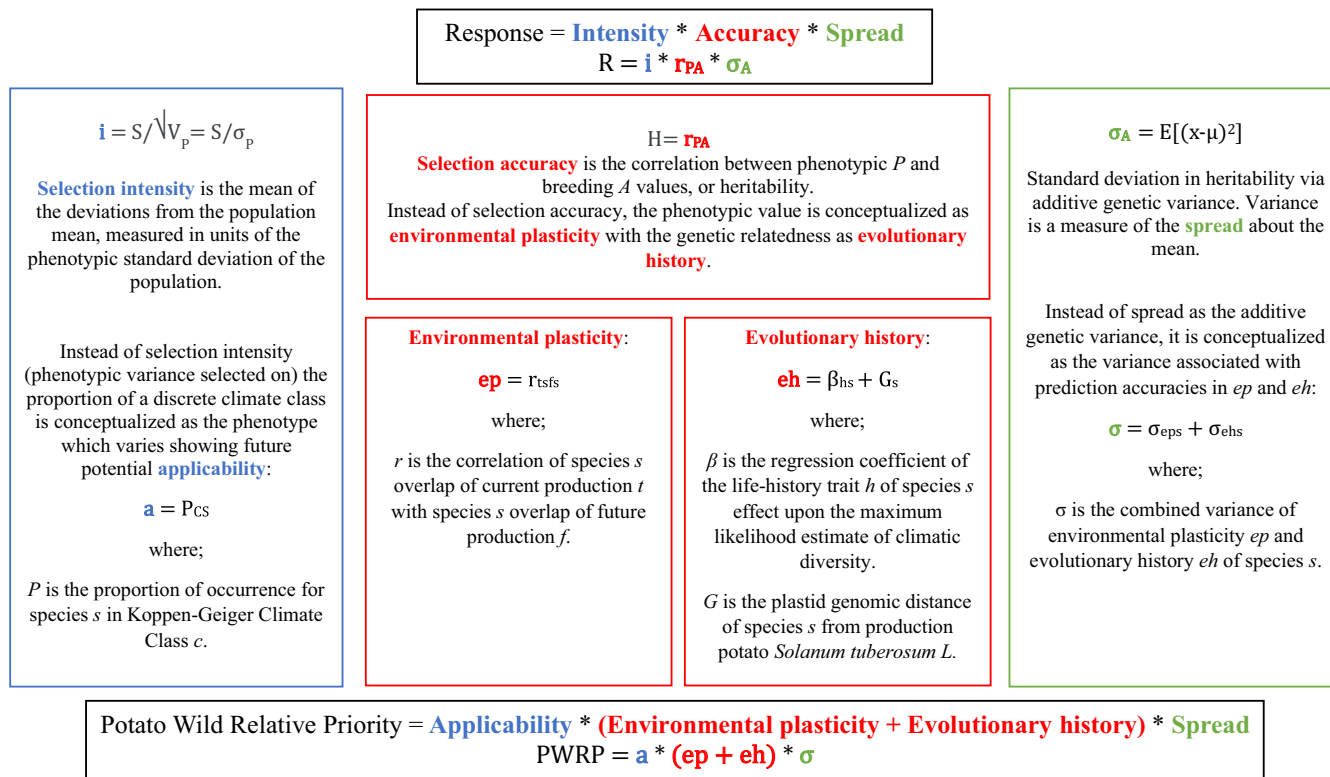 Response = Intensity * Accuracy * Spread
R = i * rPA * σA
i = S/√VP= S/σP
Selection intensity is the mean of
the deviations from the population
mean, measured in units of the
phenotypic standard deviation of the
population.
Instead of selection intensity
(phenotypic variance selected on) the
proportion of a discrete climate class
is conceptualized as the phenotype
which varies showing future
potential applicability:
a = PCS
where;
P is the proportion of occurrence for
species s in Koppen-Geiger Climate
Class c.
H= rPA
Selection accuracy is the correlation between phenotypic P and
breeding A values, or heritability.
Instead of selection accuracy, the phenotypic value is conceptualized as
environmental plasticity with the genetic relatedness as evolutionary
history.
Environmental plasticity:
ep = rtsfs
where;
r is the correlation of species s
overlap of current production t
with species s overlap of future
production f.
Evolutionary history:
eh = βhs + Gs
where;
β is the regression coefficient of
the life-history trait h of species s
effect upon the maximum
likelihood estimate of climatic
diversity.
G is the plastid genomic distance
of species s from production
potato Solanum tuberosum L.
σA = E[(x-μ)²]
Standard deviation in heritability via
additive genetic variance. Variance
is a measure of the spread about the
mean.
Instead of spread as the additive
genetic variance, it is conceptualized
as the variance associated with
prediction accuracies in ep and eh:
σ = σeps + σehs
where;
σ is the combined variance of
environmental plasticity ep and
evolutionary history eh of species s.
Potato Wild Relative Priority = Applicability * (Environmental plasticity + Evolutionary history) * Spread
PWRP = a * (ep + eh) * σ